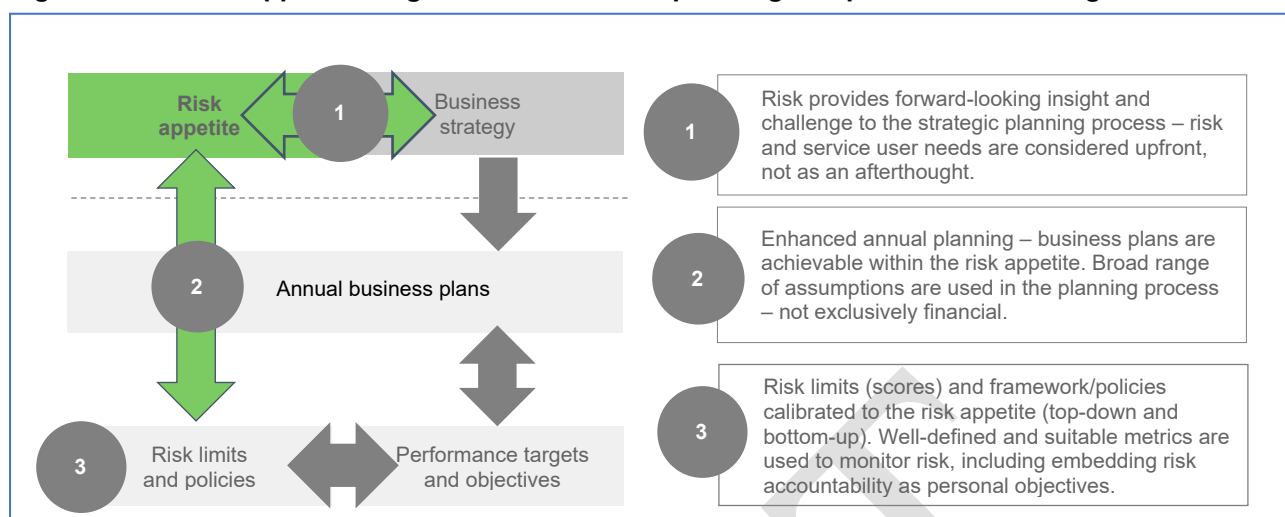 Risk
appetite
1
Business
strategy
2
Annual business plans
3
Risk limits
and policies
Performance targets
and objectives
1
Risk provides forward-looking insight and
challenge to the strategic planning process – risk
and service user needs are considered upfront,
not as an afterthought.
2
Enhanced annual planning – business plans are
achievable within the risk appetite. Broad range
of assumptions are used in the planning process
– not exclusively financial.
3
Risk limits (scores) and framework/policies
calibrated to the risk appetite (top-down and
bottom-up). Well-defined and suitable metrics are
used to monitor risk, including embedding risk
accountability as personal objectives.